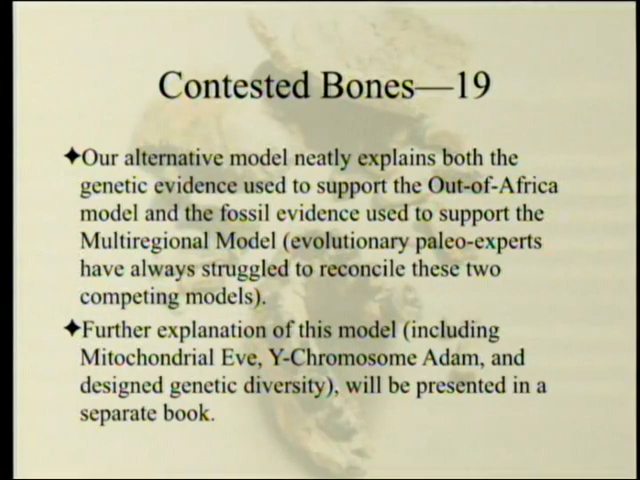 Contested Bones—19
✦Our alternative model neatly explains both the
genetic evidence used to support the Out-of-Africa
model and the fossil evidence used to support the
Multiregional Model (evolutionary paleo-experts
have always struggled to reconcile these two
competing models).
✦Further explanation of this model (including
Mitochondrial Eve, Y-Chromosome Adam, and
designed genetic diversity), will be presented in a
separate book.